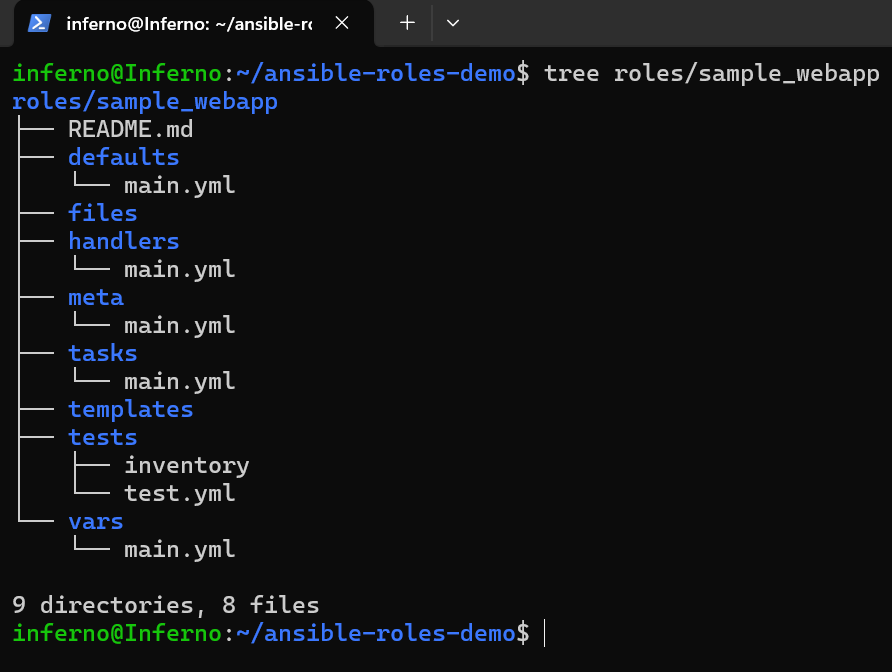 inferno@Inferno: ~/ansible-ro
inferno@Inferno:~/ansible-roles-demo$ tree roles/sample_webapp
roles/sample_webapp
├── README.md
├── defaults
│   └── main.yml
├── files
├── handlers
│   └── main.yml
├── meta
│   └── main.yml
├── tasks
│   └── main.yml
├── templates
├── tests
│   ├── inventory
│   └── test.yml
└── vars
    └── main.yml
9 directories, 8 files
inferno@Inferno:~/ansible-roles-demo$